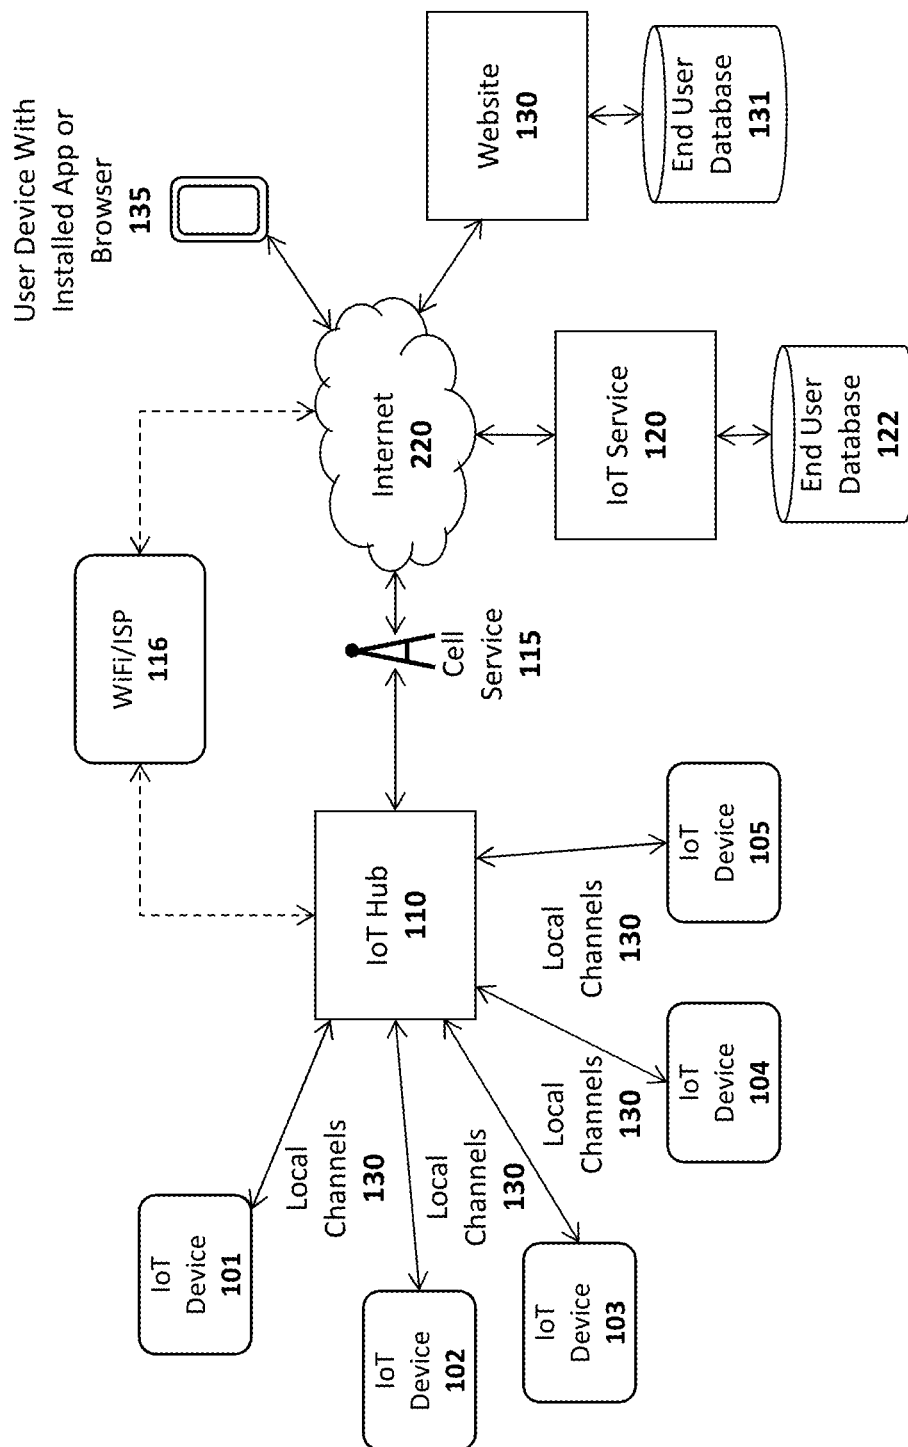 User Device With
Installed App or
Browser
135
WiFi/ISP
116
Website
130
End User
Database
131
Internet
220
IoT Service
120
End User
Database
122
Cell
Service
115
IoT Hub
110
IoT
Device
101
Local
Channels
130
IoT
Device
102
Local
Channels
130
IoT
Device
103
Local
Channels
130
IoT
Device
104
Local
Channels
130
IoT
Device
105